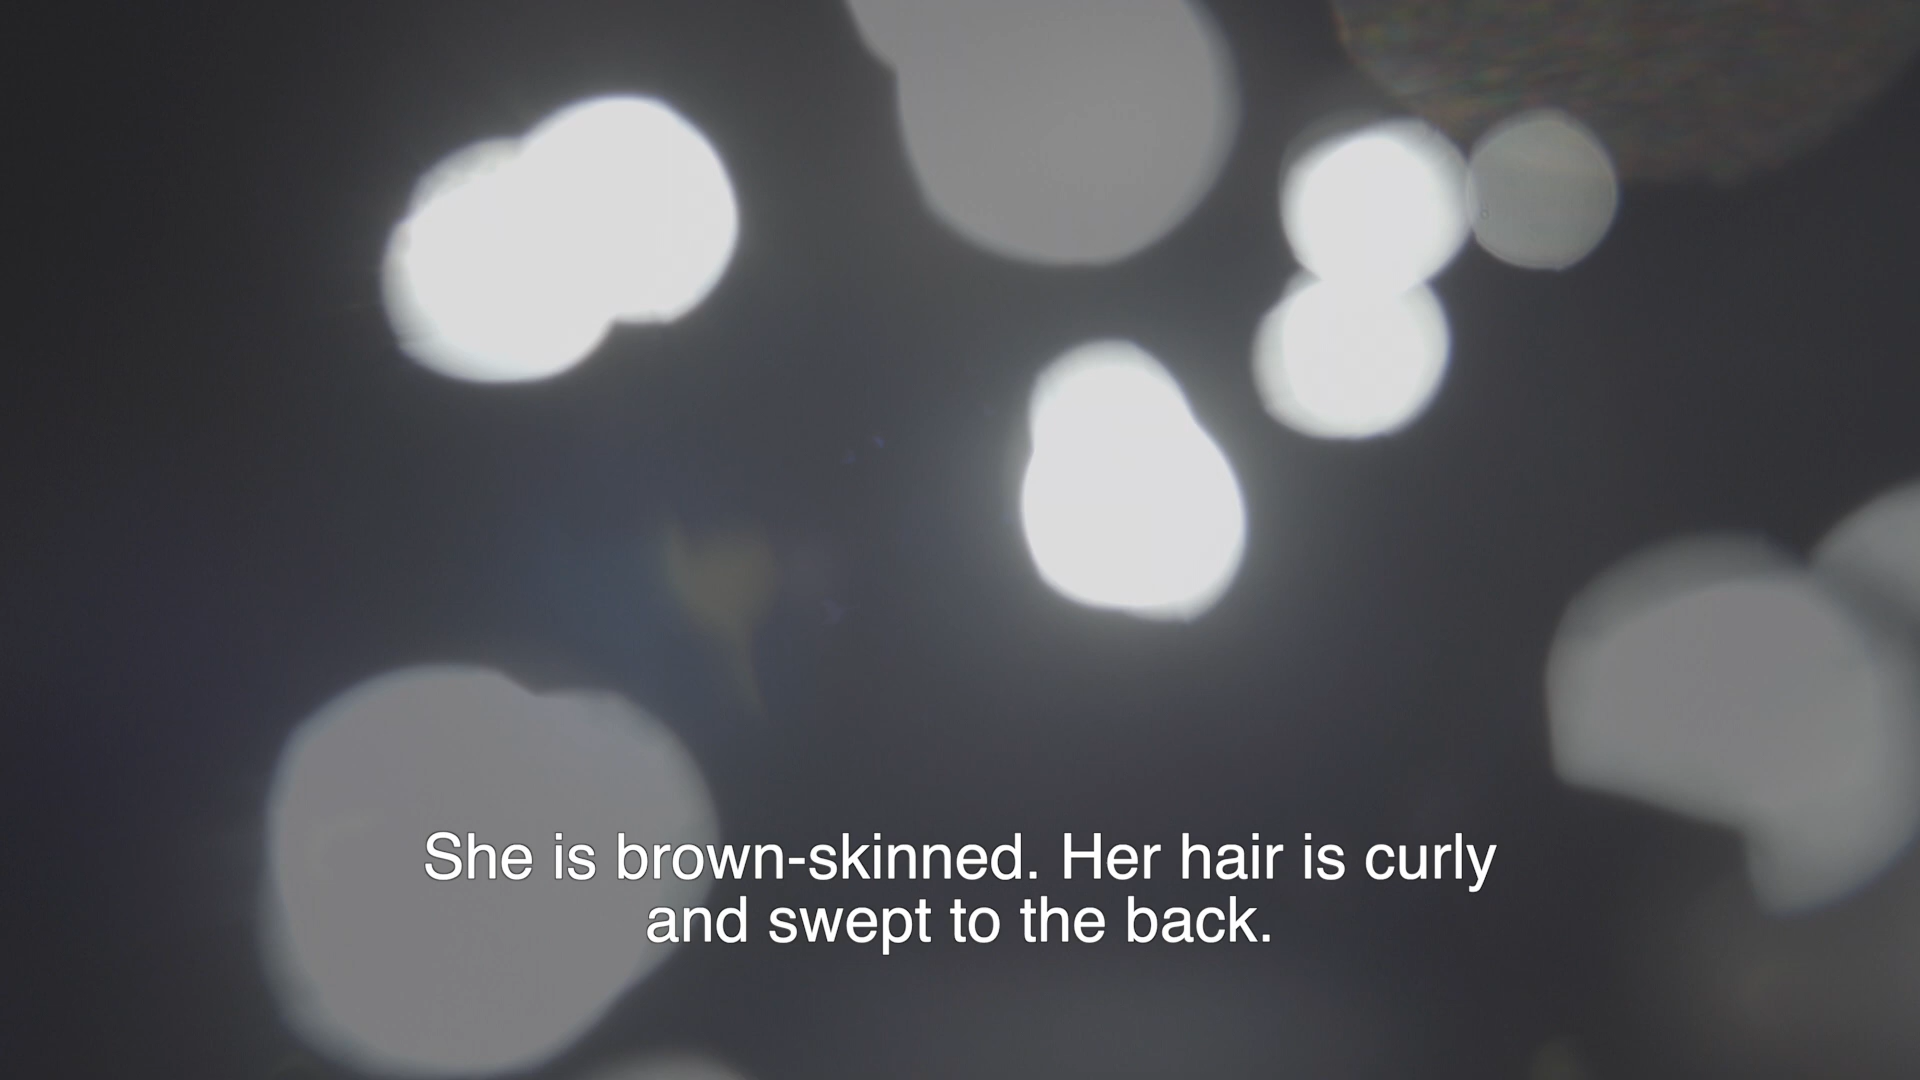 She is brown-skinned. Her hair is curly
and swept to the back.